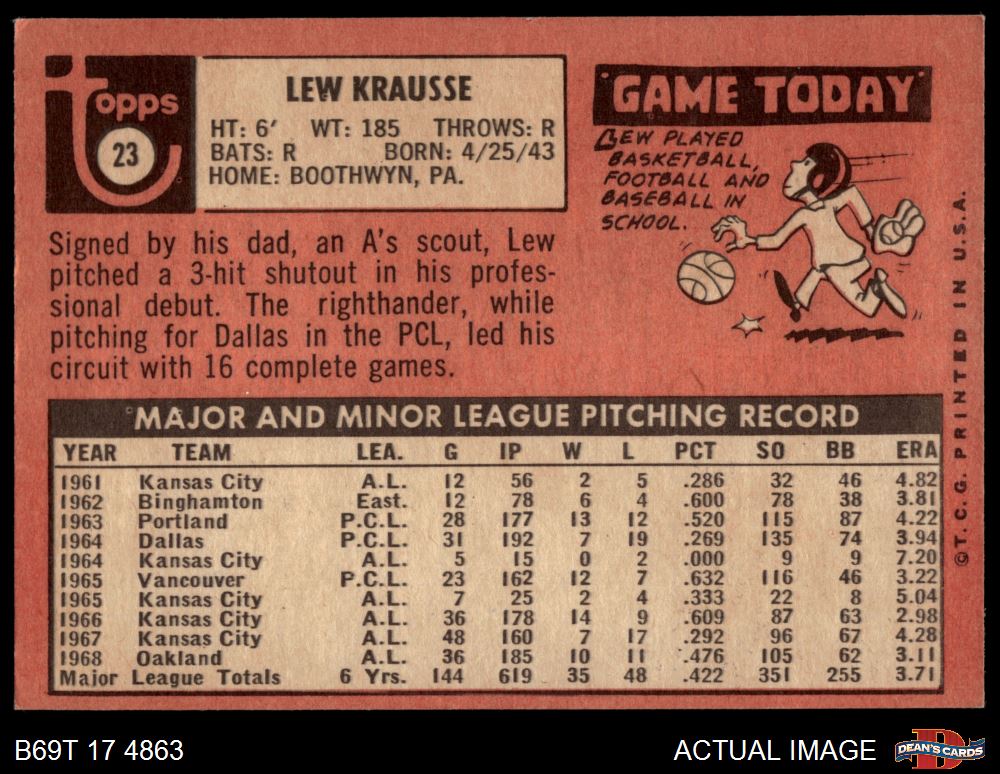 Topps
23
LEW KRAUSSE
HT: 6' WT: 185 THROWS: R
BATS: R BORN: 4/25/43
HOME: BOOTHWYN, PA.
Signed by his dad, an A's scout, Lew
pitched a 3-hit shutout in his profes-
sional debut. The righthander, while
pitching for Dallas in the PCL, led his
circuit with 16 complete games.
"GAME TODAY"
LEW PLAYED
BASKETBALL,
FOOTBALL AND
BASEBALL IN
SCHOOL.
MAJOR AND MINOR LEAGUE PITCHING RECORD
YEAR TEAM LEA. G IP W L PCT SO BB ERA
1961 Kansas City A.L. 12 56 2 5 .286 32 46 4.82
1962 Binghamton East. 12 78 6 4 .600 78 38 3.81
1963 Portland P.C.L. 28 177 13 12 .520 115 87 4.22
1964 Dallas P.C.L. 31 192 7 19 .269 135 74 3.94
1964 Kansas City A.L. 5 15 0 2 .000 9 9 7.20
1965 Vancouver P.C.L. 23 162 12 7 .632 116 46 3.22
1965 Kansas City A.L. 7 25 2 4 .333 22 8 5.04
1966 Kansas City A.L. 36 178 14 9 .609 87 63 2.98
1967 Kansas City A.L. 48 160 7 17 .292 96 67 4.28
1968 Oakland A.L. 36 185 10 11 .476 105 62 3.11
Major League Totals 6 Yrs. 144 619 35 48 .422 351 255 3.71
©T.C.G. PRINTED IN U.S.A.
B69T 17 4863
ACTUAL IMAGE
D
DEAN'S CARDS